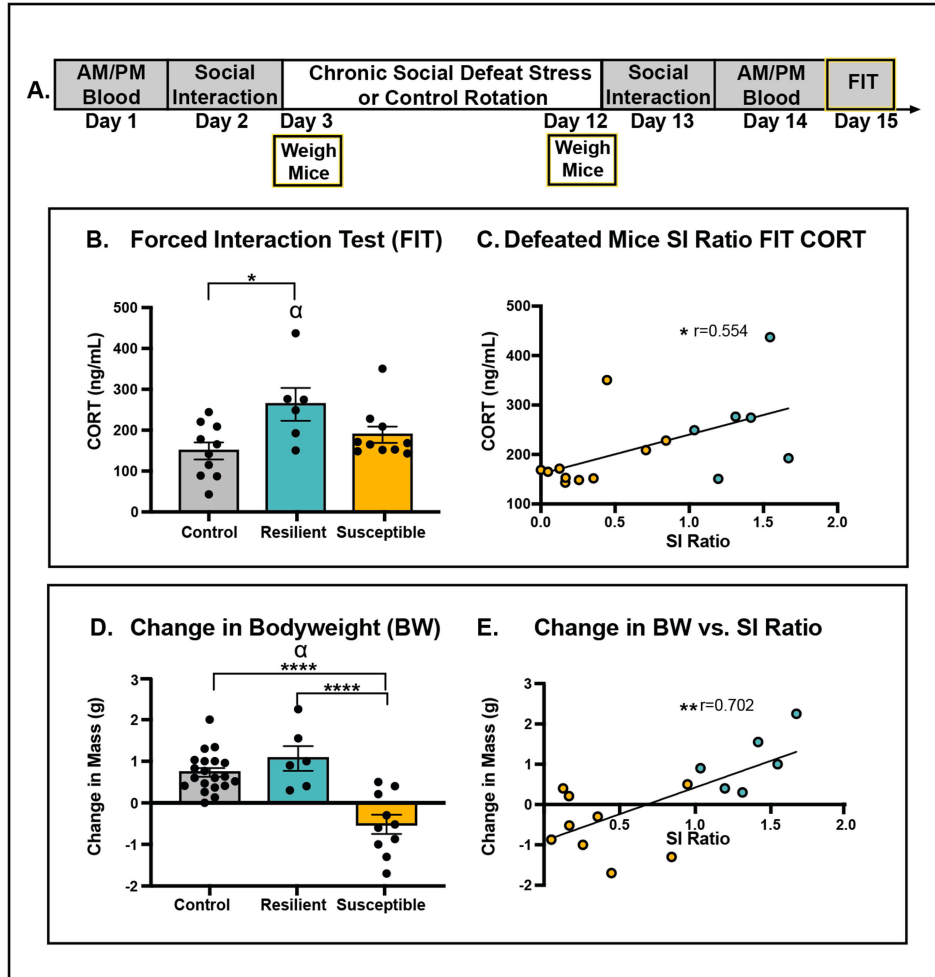 A.
AM/PM
Blood
Social
Interaction
Chronic Social Defeat Stress
or Control Rotation
Social
Interaction
AM/PM
Blood
FIT
Day 1
Day 2
Day 3
Day 12
Day 13
Day 14
Day 15
Weigh
Mice
Weigh
Mice
B. Forced Interaction Test (FIT)
*
α
CORT (ng/mL)
500
400
300
200
100
0
Control
Resilient
Susceptible
C. Defeated Mice SI Ratio FIT CORT
* r=0.554
CORT (ng/mL)
500
400
300
200
100
0.0
0.5
1.0
1.5
2.0
SI Ratio
D. Change in Bodyweight (BW)
α
****
****
Change in Mass (g)
3
2
1
0
-1
-2
Control
Resilient
Susceptible
E. Change in BW vs. SI Ratio
** r=0.702
Change in Mass (g)
3
2
1
0
-1
-2
0.5
1.0
1.5
2.0
SI Ratio